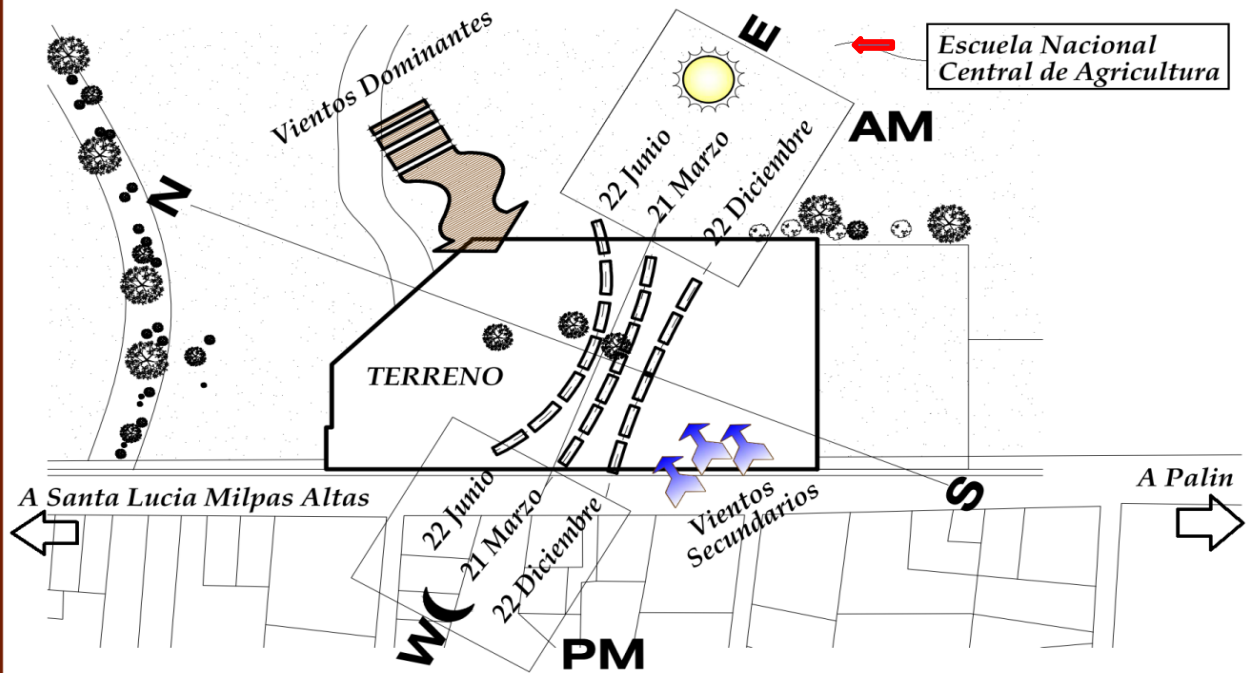 Vientos Dominantes
E
Escuela Nacional
Central de Agricultura
AM
N
22 Junio
21 Marzo
22 Diciembre
TERRENO
A Santa Lucia Milpas Altas
22 Junio
21 Marzo
22 Diciembre
Vientos
Secundarios
S
A Palin
W
PM